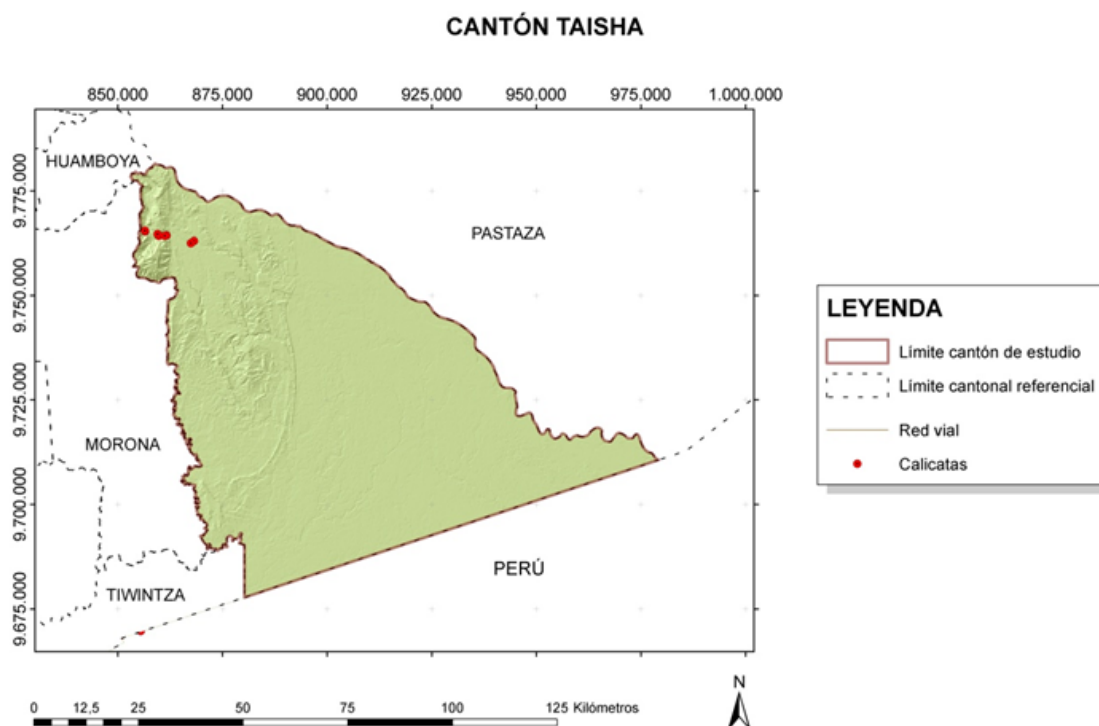 CANTÓN TAISHA
850.000 875.000 900.000 925.000 950.000 975.000 1.000.000
HUAMBOYA
9.775.000
PASTAZA
9.750.000
LEYENDA
Límite cantón de estudio
Límite cantonal referencial
9.725.000
Red vial
MORONA
Calicatas
9.700.000
PERÚ
TIWINTZA
9.675.000
N
0 12,5 25 50 75 100 125 Kilómetros